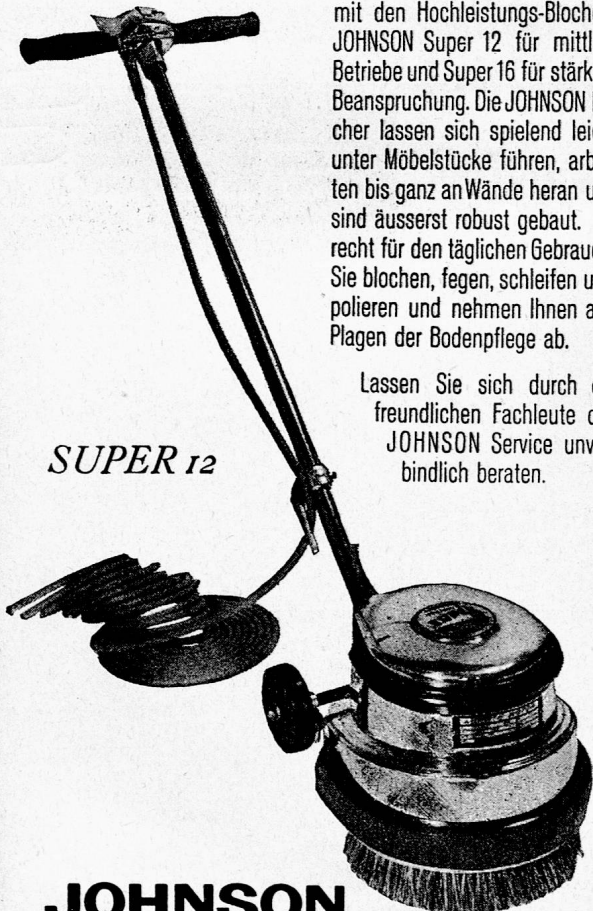 mit den Hochleistungs-Bloche
JOHNSON Super 12 für mittl
Betriebe und Super 16 für stärk
Beanspruchung. Die JOHNSON
cher lassen sich spielend leic
unter Möbelstücke führen, arb
ten bis ganz an Wände heran u
sind äusserst robust gebaut.
recht für den täglichen Gebrauc
Sie blochen, fegen, schleifen u
polieren und nehmen Ihnen a
Plagen der Bodenpflege ab.
Lassen Sie sich durch d
freundlichen Fachleute d
JOHNSON Service unv
bindlich beraten.
SUPER 12
JOHNSON